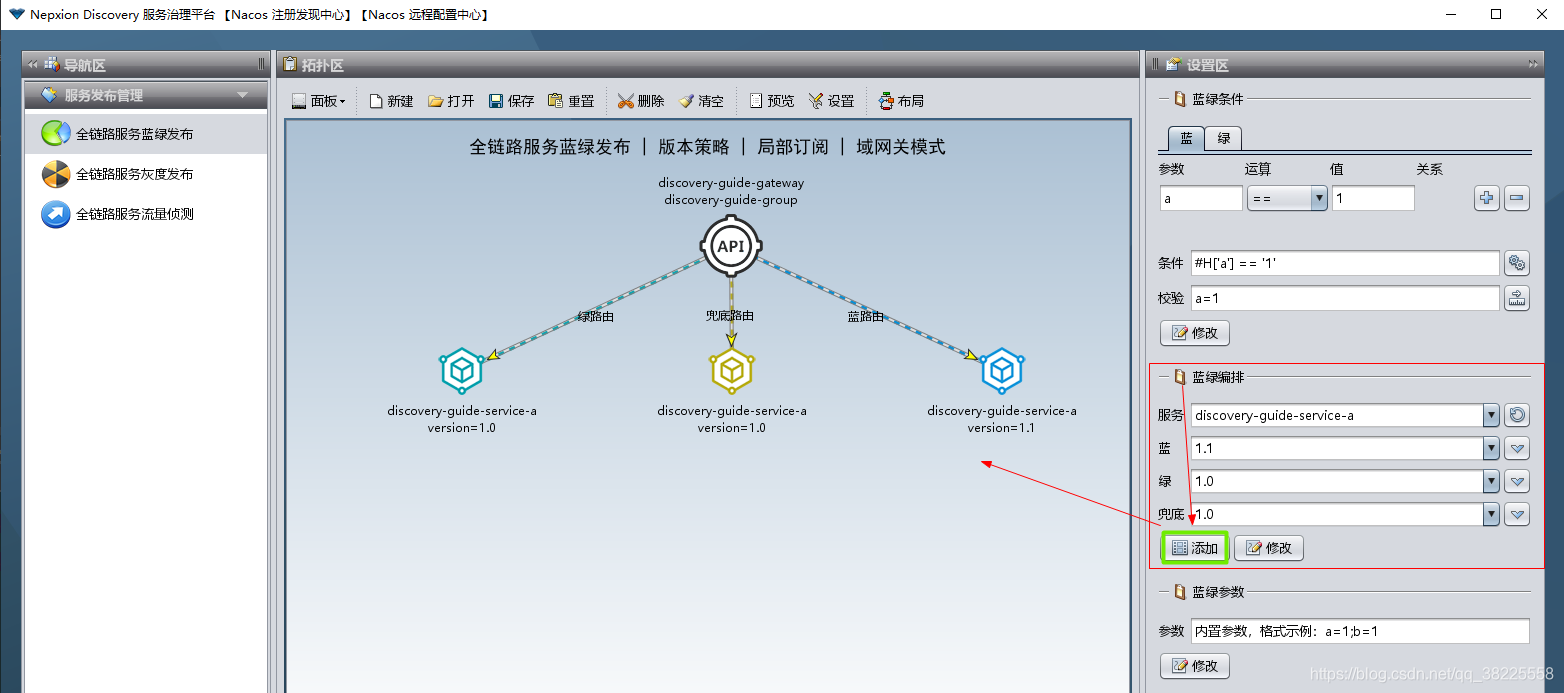 Nepxion Discovery 服务治理平台 【Nacos 注册发现中心】【Nacos 远程配置中心】
导航区
服务发布管理
全链路服务蓝绿发布
全链路服务灰度发布
全链路服务流量侦测
拓扑区
面板 新建 打开 保存 重置 删除 清空 预览 设置 布局
全链路服务蓝绿发布 | 版本策略 | 局部订阅 | 域网关模式
discovery-guide-gateway
discovery-guide-group
API
绿路由 兜底路由 蓝路由
discovery-guide-service-a discovery-guide-service-a discovery-guide-service-a
version=1.0 version=1.0 version=1.1
设置区
蓝绿条件
蓝 绿
参数 运算 值 关系
a == 1
条件 #H['a'] == '1'
校验 a=1
修改
蓝绿编排
服务 discovery-guide-service-a
蓝 1.1
绿 1.0
兜底 1.0
添加 修改
蓝绿参数
参数 内置参数，格式示例：a=1;b=1
修改
https://blog.csdn.net/qq_38225558